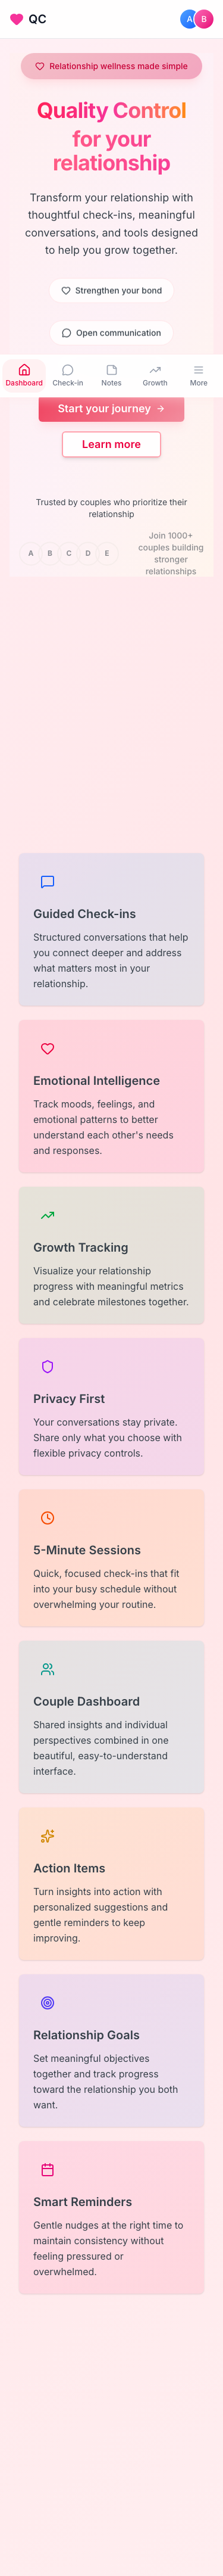 QC
A
B
Relationship wellness made simple
Quality Control
for your
relationship
Transform your relationship with
thoughtful check-ins, meaningful
conversations, and tools designed
to help you grow together.
Strengthen your bond
Open communication
Dashboard
Check-in
Notes
Growth
More
Start your journey →
Learn more
Trusted by couples who prioritize their
relationship
A
B
C
D
E
Join 1000+
couples building
stronger
relationships
Guided Check-ins
Structured conversations that help
you connect deeper and address
what matters most in your
relationship.
Emotional Intelligence
Track moods, feelings, and
emotional patterns to better
understand each other's needs
and responses.
Growth Tracking
Visualize your relationship
progress with meaningful metrics
and celebrate milestones together.
Privacy First
Your conversations stay private.
Share only what you choose with
flexible privacy controls.
5-Minute Sessions
Quick, focused check-ins that fit
into your busy schedule without
overwhelming your routine.
Couple Dashboard
Shared insights and individual
perspectives combined in one
beautiful, easy-to-understand
interface.
Action Items
Turn insights into action with
personalized suggestions and
gentle reminders to keep
improving.
Relationship Goals
Set meaningful objectives
together and track progress
toward the relationship you both
want.
Smart Reminders
Gentle nudges at the right time to
maintain consistency without
feeling pressured or
overwhelmed.